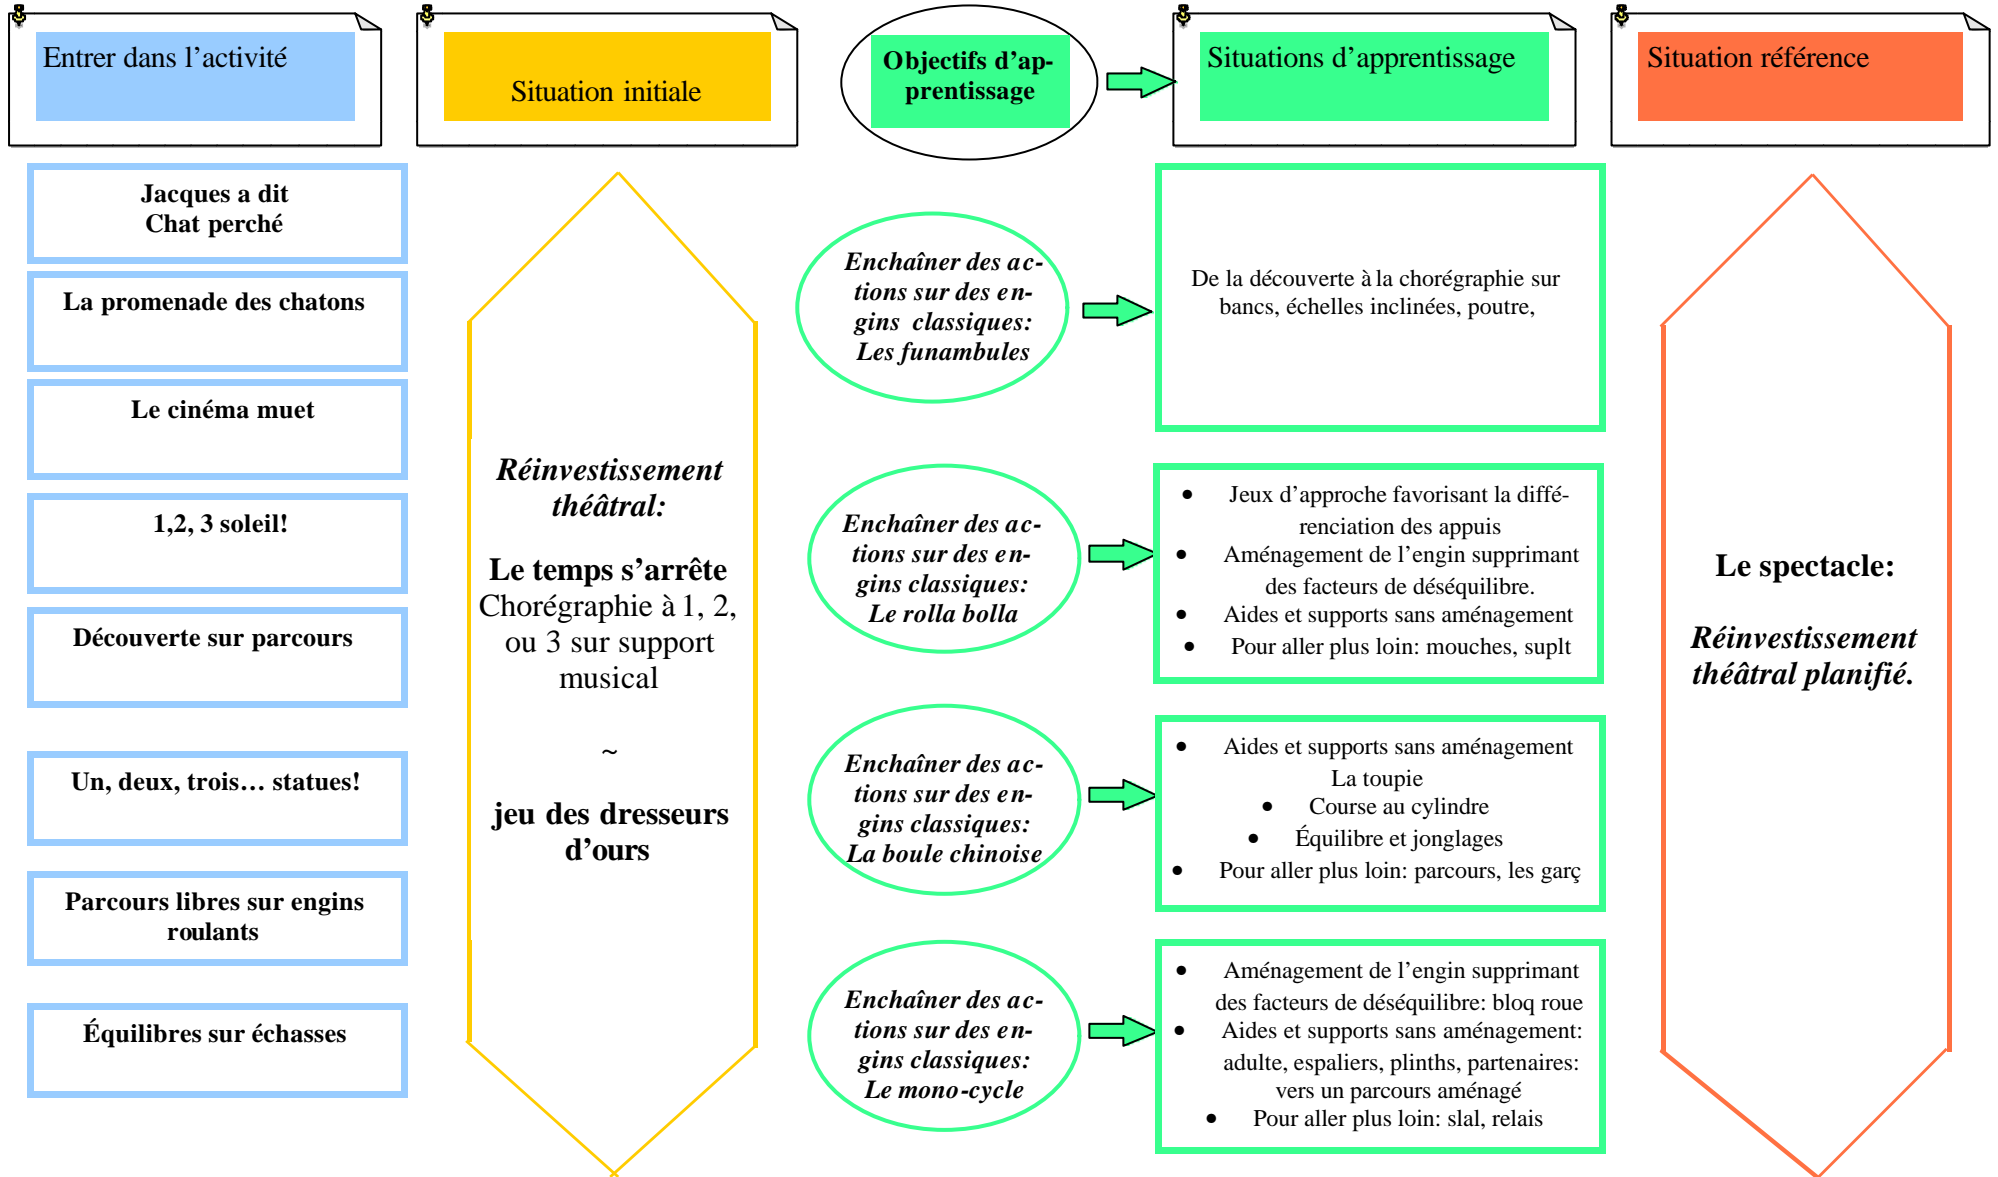 Entrer dans l’activité
Situation initiale
Objectifs d’ap-
prentissage
Situations d’apprentissage
Situation référence
Jacques a dit
Chat perché
La promenade des chatons
Le cinéma muet
1,2, 3 soleil!
Découverte sur parcours
Un, deux, trois… statues!
Parcours libres sur engins
roulants
Équilibres sur échasses
Réinvestissement
théâtral:
Le temps s’arrête
Chorégraphie à 1, 2,
ou 3 sur support
musical
~
jeu des dresseurs
d’ours
Enchaîner des ac-
tions sur des en-
gins classiques:
Les funambules
De la découverte à la chorégraphie sur
bancs, échelles inclinées, poutre,
Enchaîner des ac-
tions sur des en-
gins classiques:
Le rolla bolla
• Jeux d’approche favorisant la diffé-
renciation des appuis
• Aménagement de l’engin supprimant
des facteurs de déséquilibre.
• Aides et supports sans aménagement
• Pour aller plus loin: mouches, suplt
Enchaîner des ac-
tions sur des en-
gins classiques:
La boule chinoise
• Aides et supports sans aménagement
La toupie
• Course au cylindre
• Équilibre et jonglages
• Pour aller plus loin: parcours, les garç
Enchaîner des ac-
tions sur des en-
gins classiques:
Le mono-cycle
• Aménagement de l’engin supprimant
des facteurs de déséquilibre: bloq roue
• Aides et supports sans aménagement:
adulte, espaliers, plinths, partenaires:
vers un parcours aménagé
• Pour aller plus loin: slal, relais
Le spectacle:
Réinvestissement
théâtral planifié.